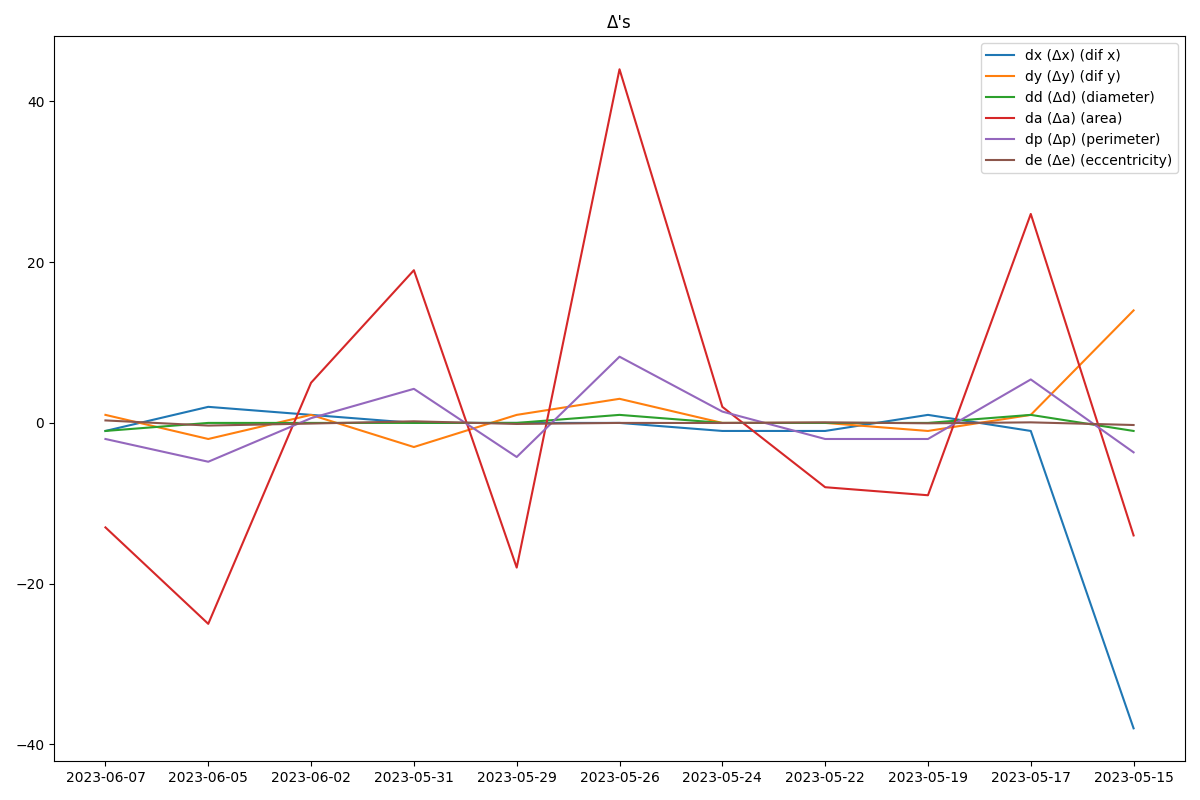 Δ's
dx (Δx) (dif x)
dy (Δy) (dif y)
dd (Δd) (diameter)
da (Δa) (area)
dp (Δp) (perimeter)
de (Δe) (eccentricity)
40
20
0
−20
−40
2023-06-07 2023-06-05 2023-06-02 2023-05-31 2023-05-29 2023-05-26 2023-05-24 2023-05-22 2023-05-19 2023-05-17 2023-05-15